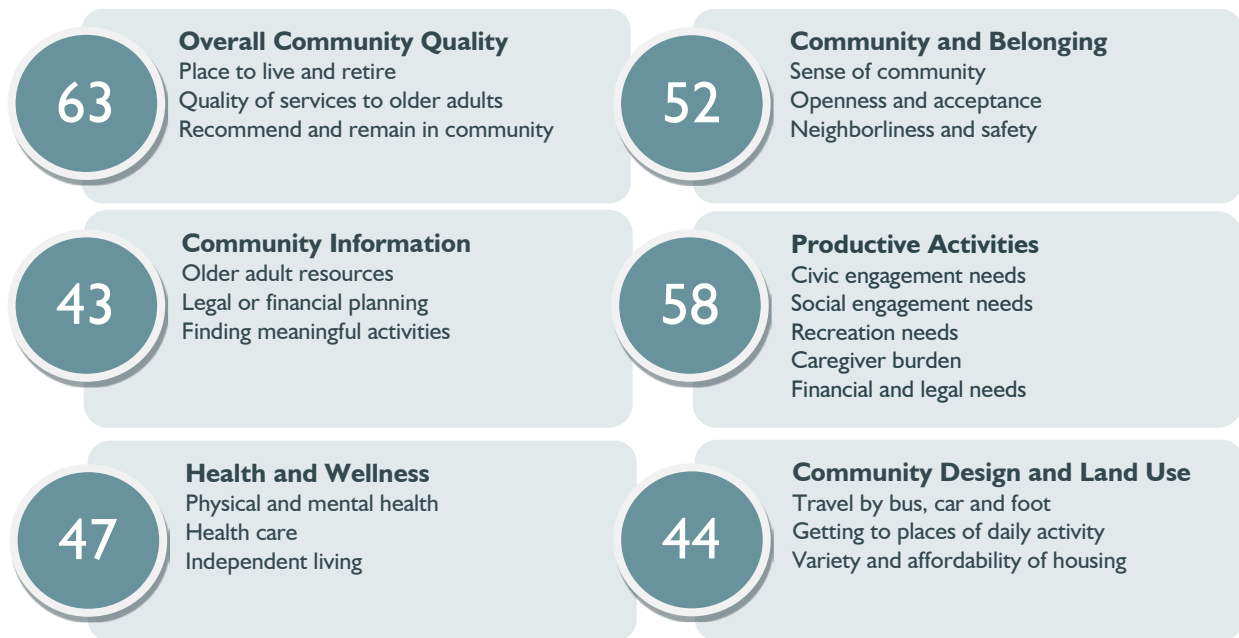 63
Overall Community Quality
Place to live and retire
Quality of services to older adults
Recommend and remain in community
52
Community and Belonging
Sense of community
Openness and acceptance
Neighborliness and safety
43
Community Information
Older adult resources
Legal or financial planning
Finding meaningful activities
58
Productive Activities
Civic engagement needs
Social engagement needs
Recreation needs
Caregiver burden
Financial and legal needs
47
Health and Wellness
Physical and mental health
Health care
Independent living
44
Community Design and Land Use
Travel by bus, car and foot
Getting to places of daily activity
Variety and affordability of housing